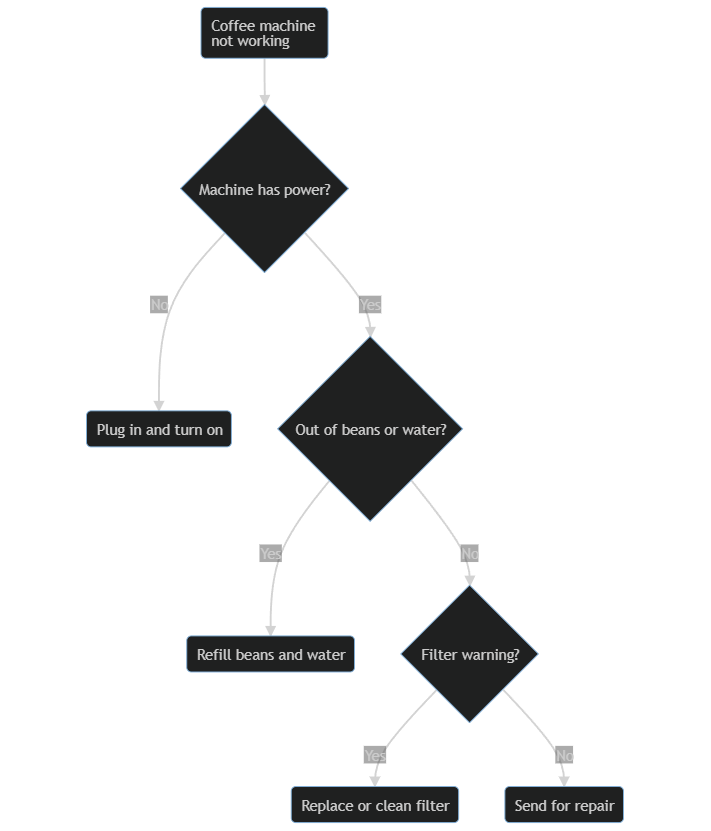 Coffee machine
not working
Machine has power?
No
Yes
Plug in and turn on
Out of beans or water?
Yes
No
Refill beans and water
Filter warning?
Yes
No
Replace or clean filter
Send for repair